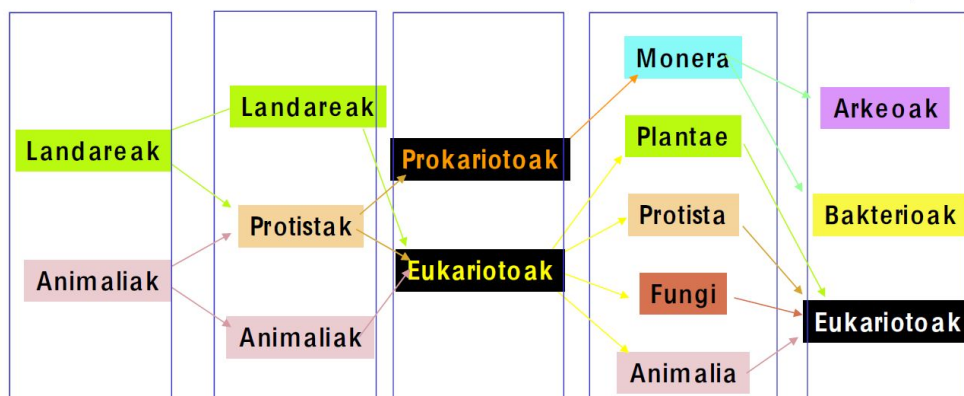 Landareak
Animaliak
Landareak
Protistak
Animaliak
Prokariotoak
Eukariotoak
Monera
Plantae
Protista
Fungi
Animalia
Arkeoak
Bakterioak
Eukariotoak